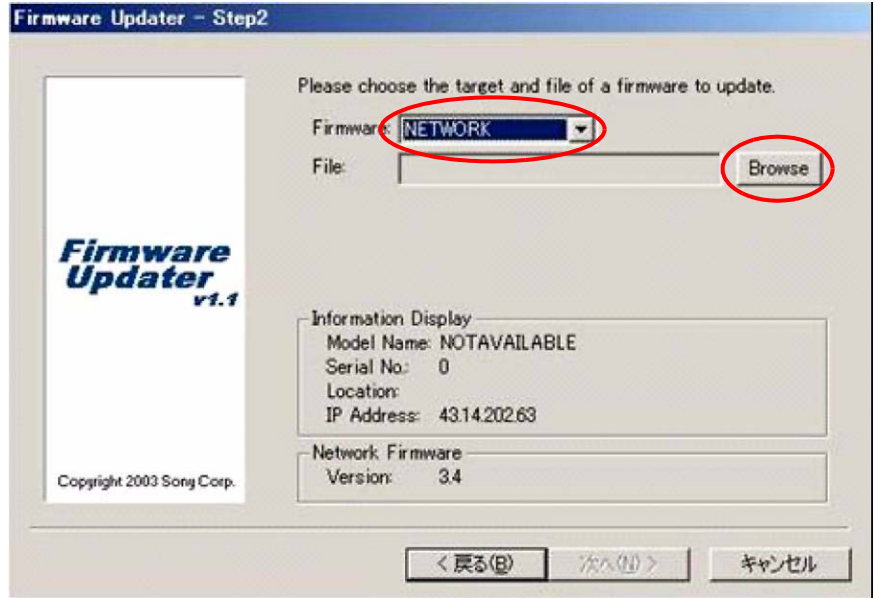 Firmware Updater - Step2
Please choose the target and file of a firmware to update.
Firmware: NETWORK
File: Browse
Firmware
Updater
v1.1
Information Display
Model Name: NOTAVAILABLE
Serial No.: 0
Location:
IP Address: 43.14.202.63
Network Firmware
Version: 3.4
Copyright 2003 Sony Corp.
< 戻る(B) 次へ(N) > キャンセル